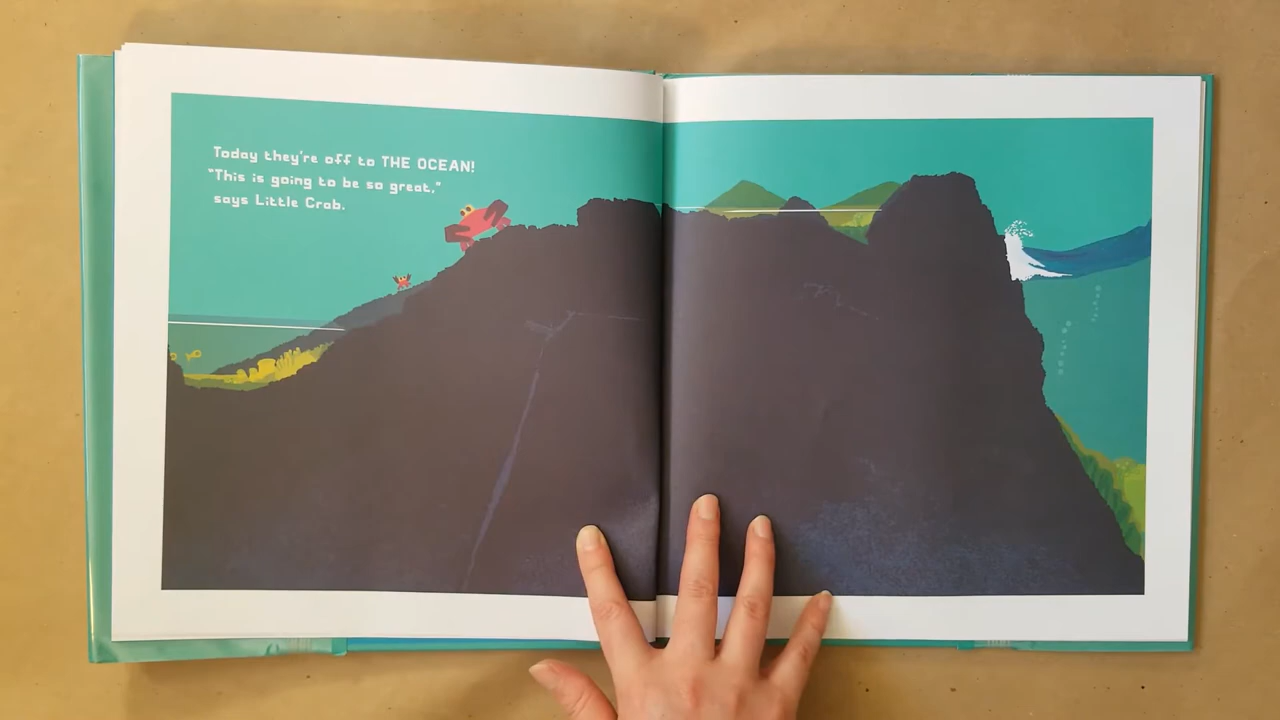 Today they're off to THE OCEAN!
"This is going to be so great,"
says Little Crab.